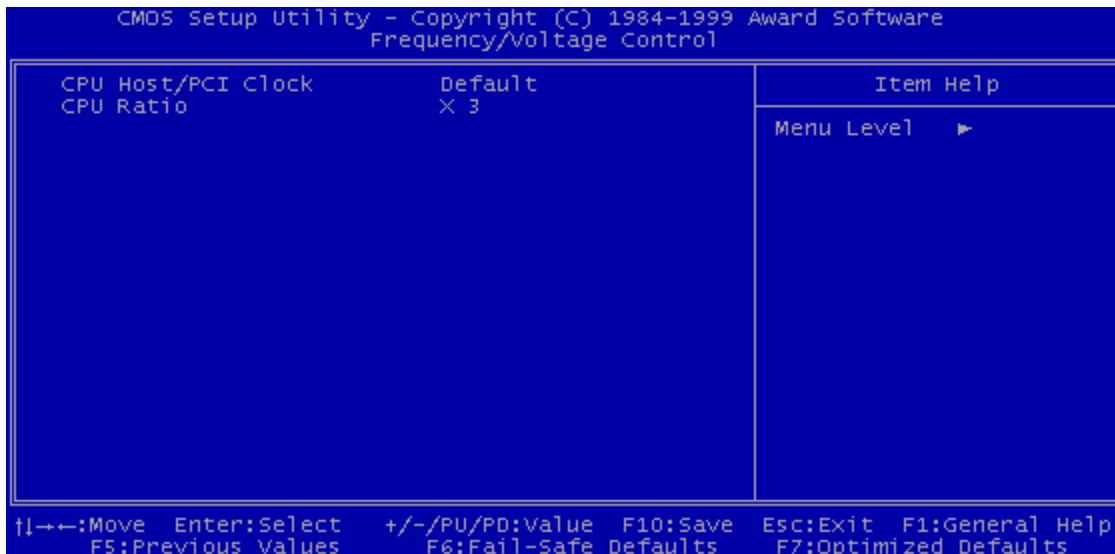 CMOS Setup Utility - Copyright (C) 1984-1999 Award Software
Frequency/Voltage Control
CPU Host/PCI Clock Default
CPU Ratio X 3
Item Help
Menu Level ►
↑↓→←:Move Enter:Select +/-/PU/PD:Value F10:Save Esc:Exit F1:General Help
F5:Previous Values F6:Fail-Safe Defaults F7:Optimized Defaults